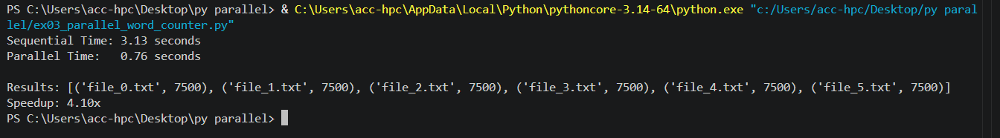 PS C:\Users\acc-hpc\Desktop\py parallel> & C:\Users\acc-hpc\AppData\Local\Python\pythoncore-3.14-64\python.exe "c:/Users/acc-hpc/Desktop/py paral
lel/ex03_parallel_word_counter.py"
Sequential Time: 3.13 seconds
Parallel Time:   0.76 seconds

Results: [('file_0.txt', 7500), ('file_1.txt', 7500), ('file_2.txt', 7500), ('file_3.txt', 7500), ('file_4.txt', 7500), ('file_5.txt', 7500)]
Speedup: 4.10x
PS C:\Users\acc-hpc\Desktop\py parallel>